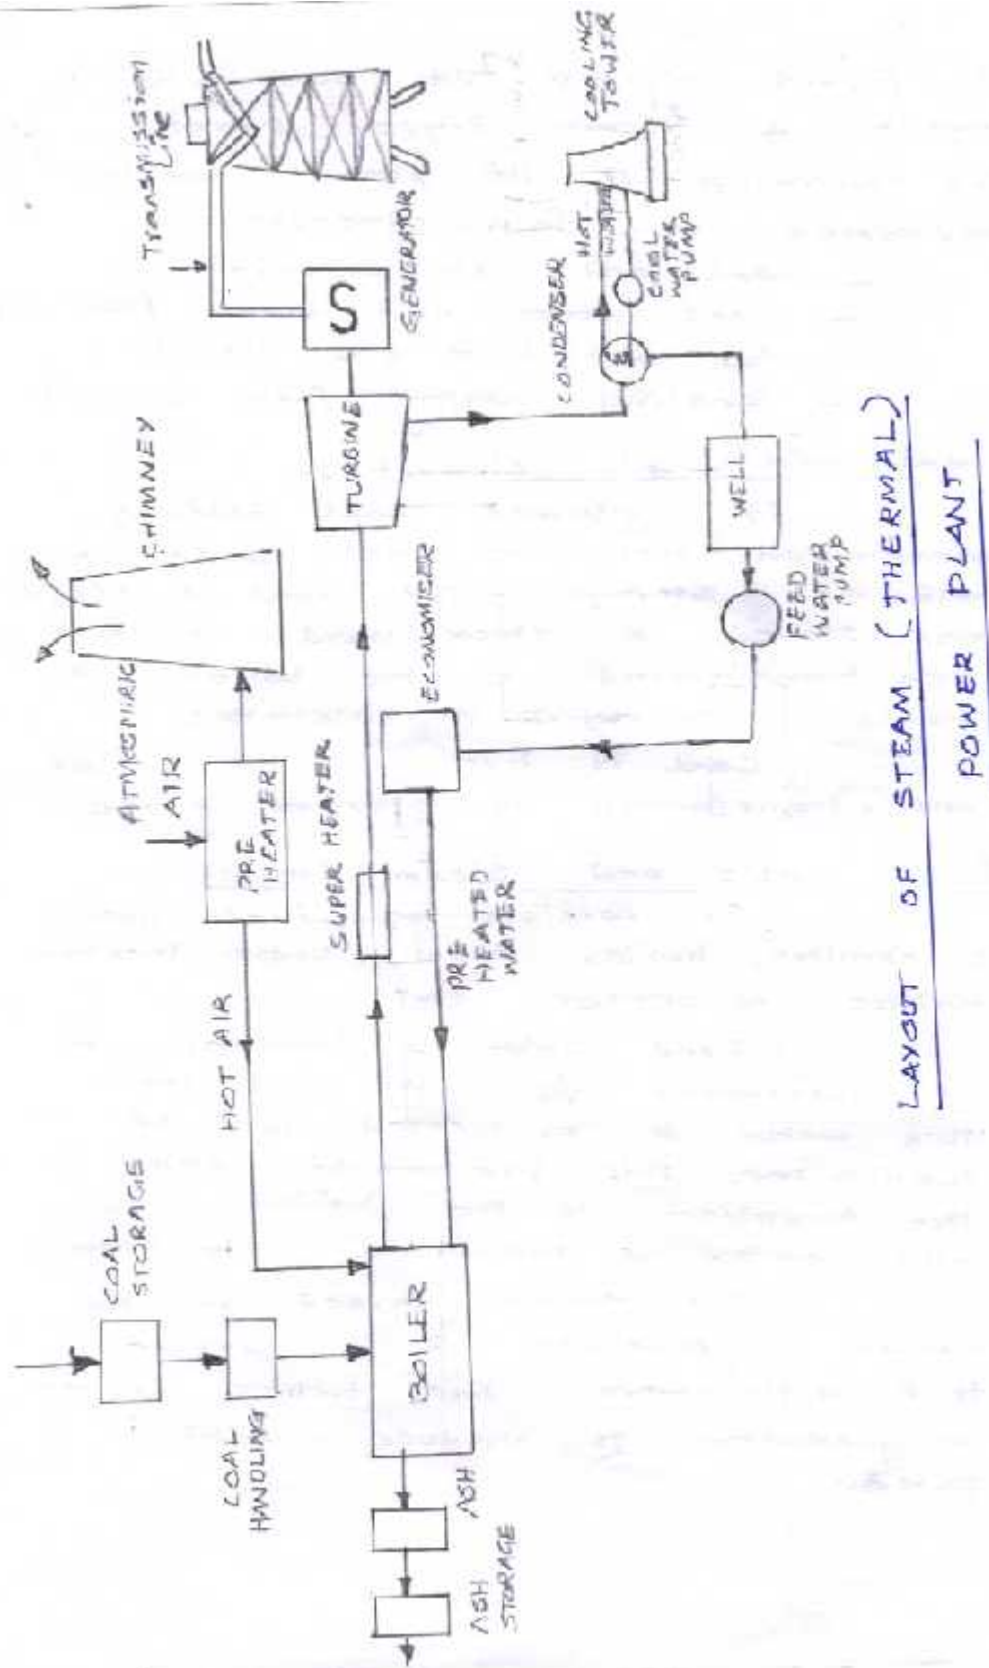 COAL
STORAGE
COAL
HANDLING
BOILER
ASH
ASH
STORAGE
HOT AIR
ATMOSPHRIC
AIR
PRE
HEATER
CHIMNEY
SUPER HEATER
PRE
HEATED
WATER
ECONOMISER
TURBINE
S
GENERATOR
Transmission
Line
CONDENSER
HOT
WATER
COOLING
TOWER
COOL
WATER
PUMP
WELL
FEED
WATER
PUMP
LAYOUT OF STEAM (THERMAL)
POWER PLANT